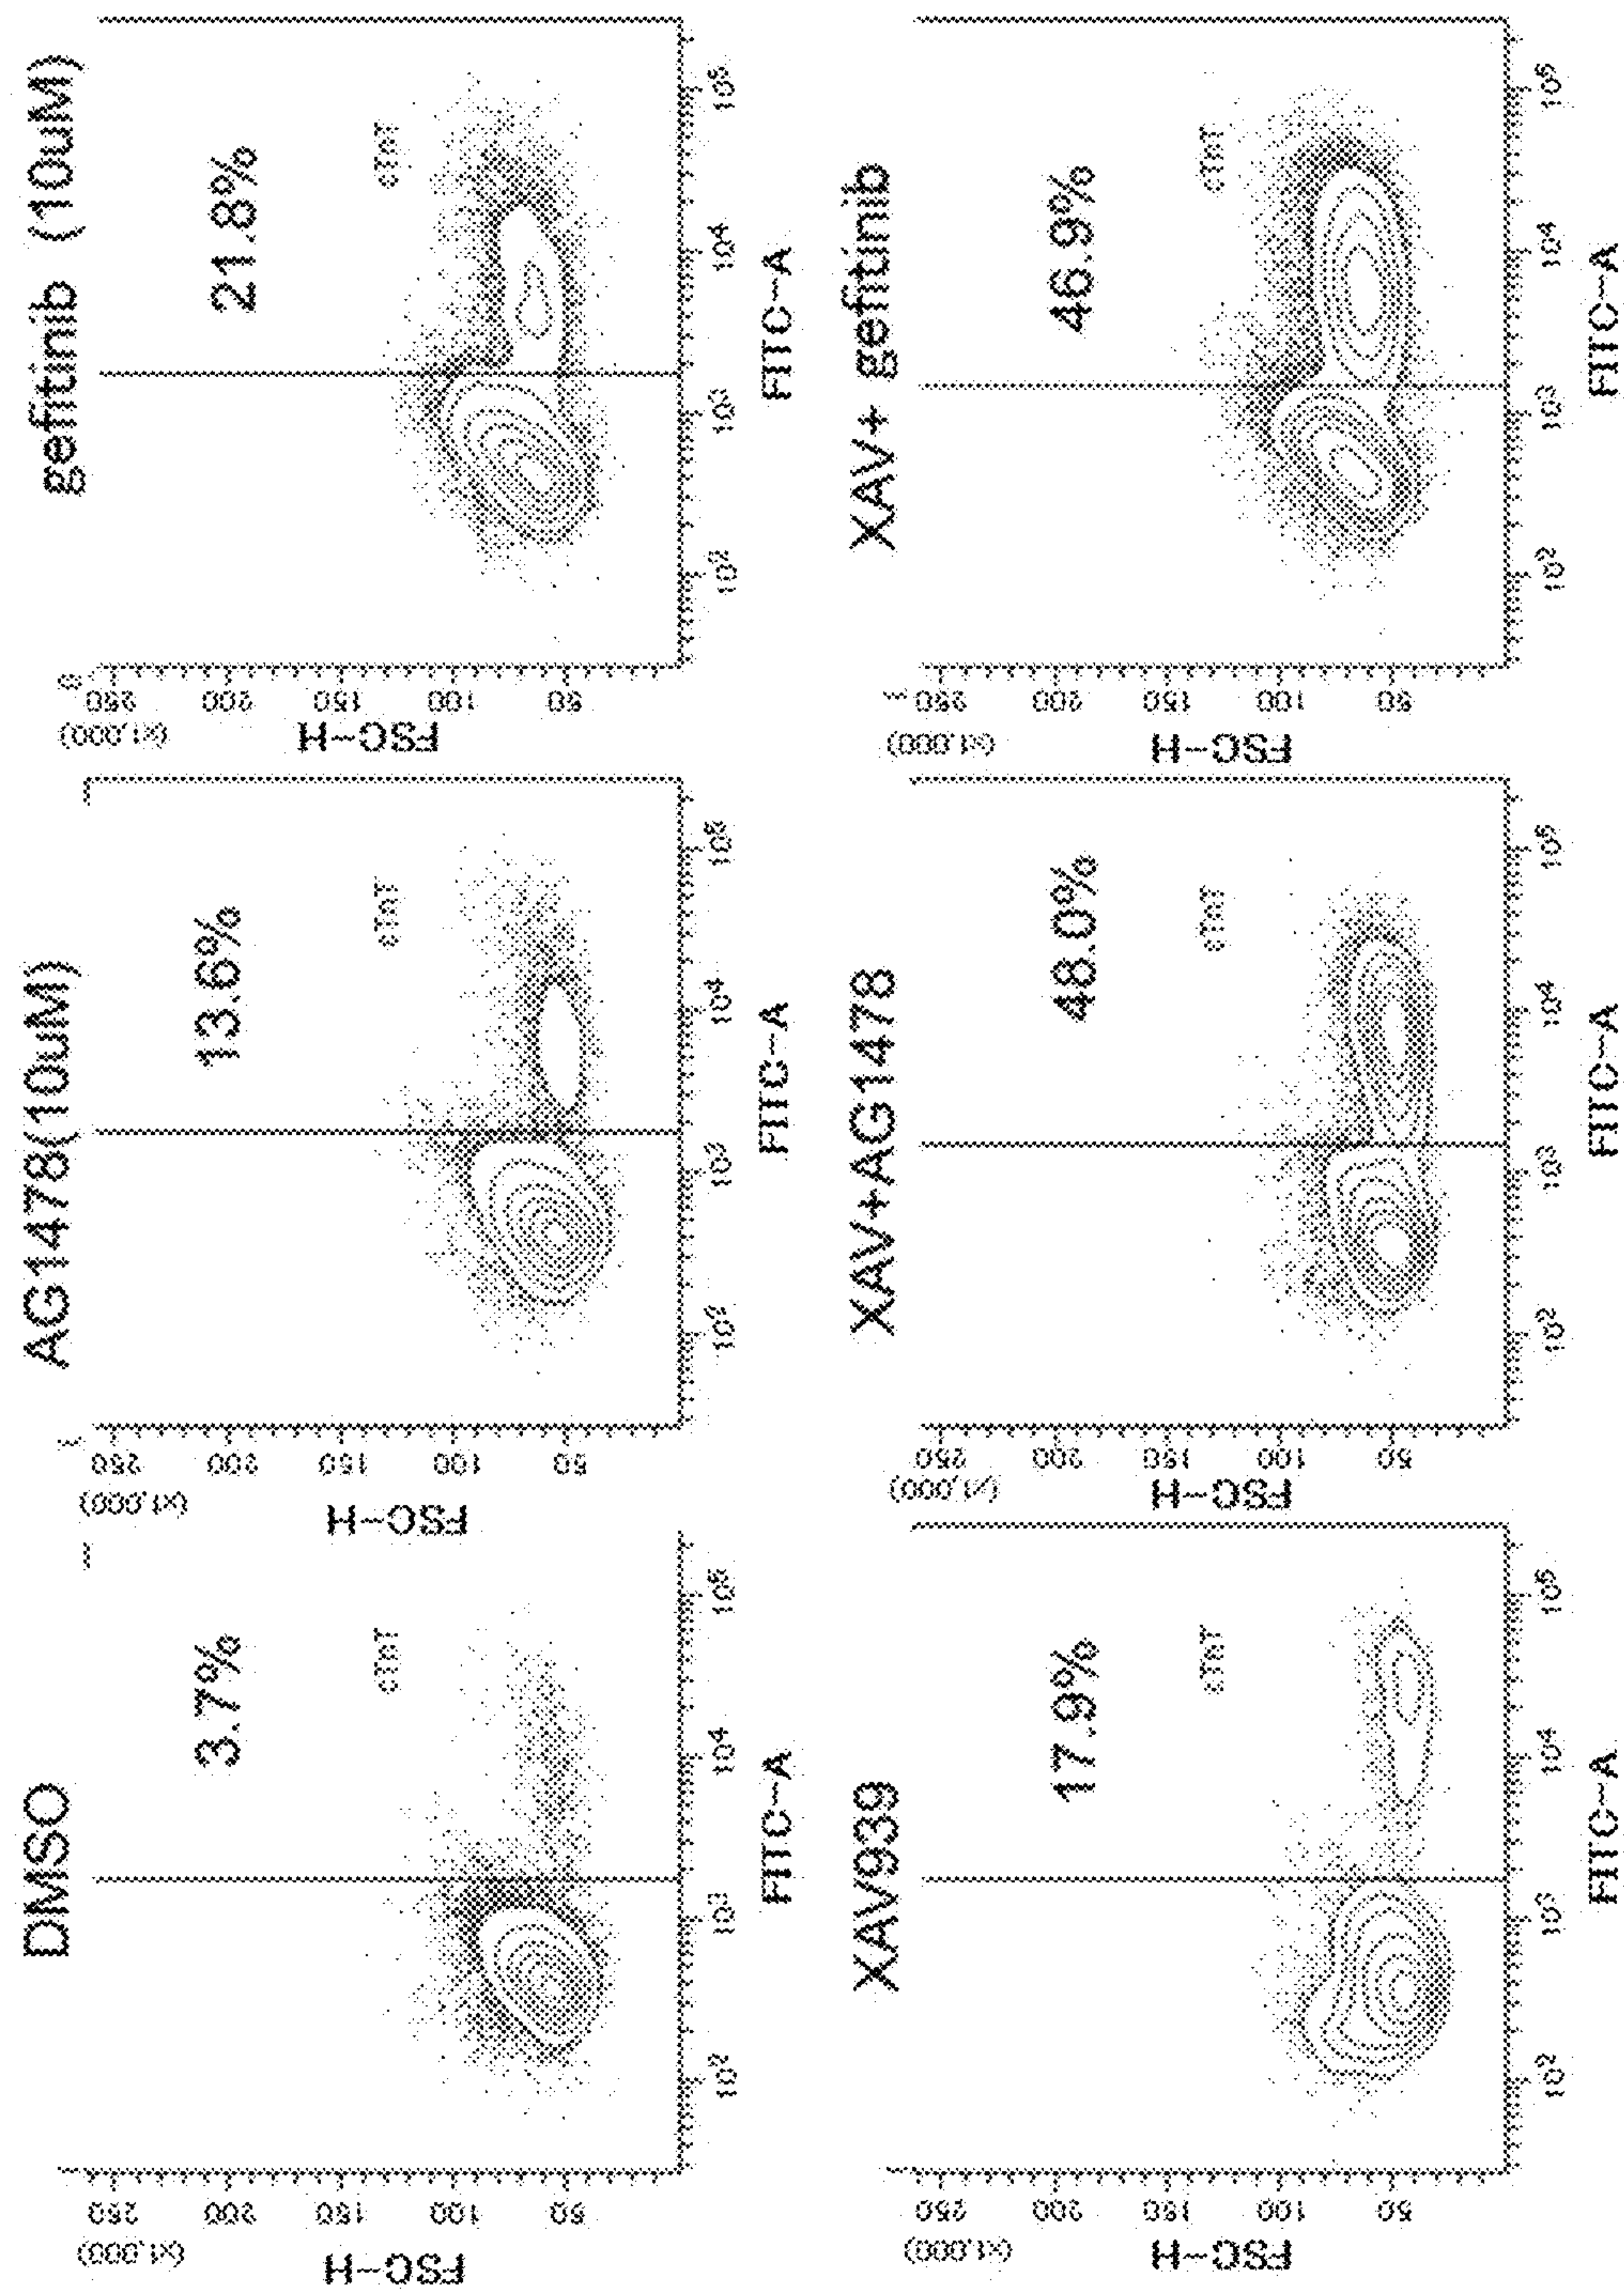 DMSO
(x1,000)
250
200
150
100
50
FSC-H
3.7%
cTnT
10²
10³
10⁴
10⁵
FITC-A
AG1478(10uM)
(x1,000)
250
200
150
100
50
FSC-H
13.6%
cTnT
10²
10³
10⁴
10⁵
FITC-A
gefitinib (10uM)
(x1,000)
250
200
150
100
50
FSC-H
21.8%
cTnT
10²
10³
10⁴
10⁵
FITC-A
XAV939
(x1,000)
250
200
150
100
50
FSC-H
17.9%
cTnT
10²
10³
10⁴
10⁵
FITC-A
XAV+AG1478
(x1,000)
250
200
150
100
50
FSC-H
48.0%
cTnT
10²
10³
10⁴
10⁵
FITC-A
XAV+ gefitinib
(x1,000)
250
200
150
100
50
FSC-H
46.9%
cTnT
10²
10³
10⁴
10⁵
FITC-A